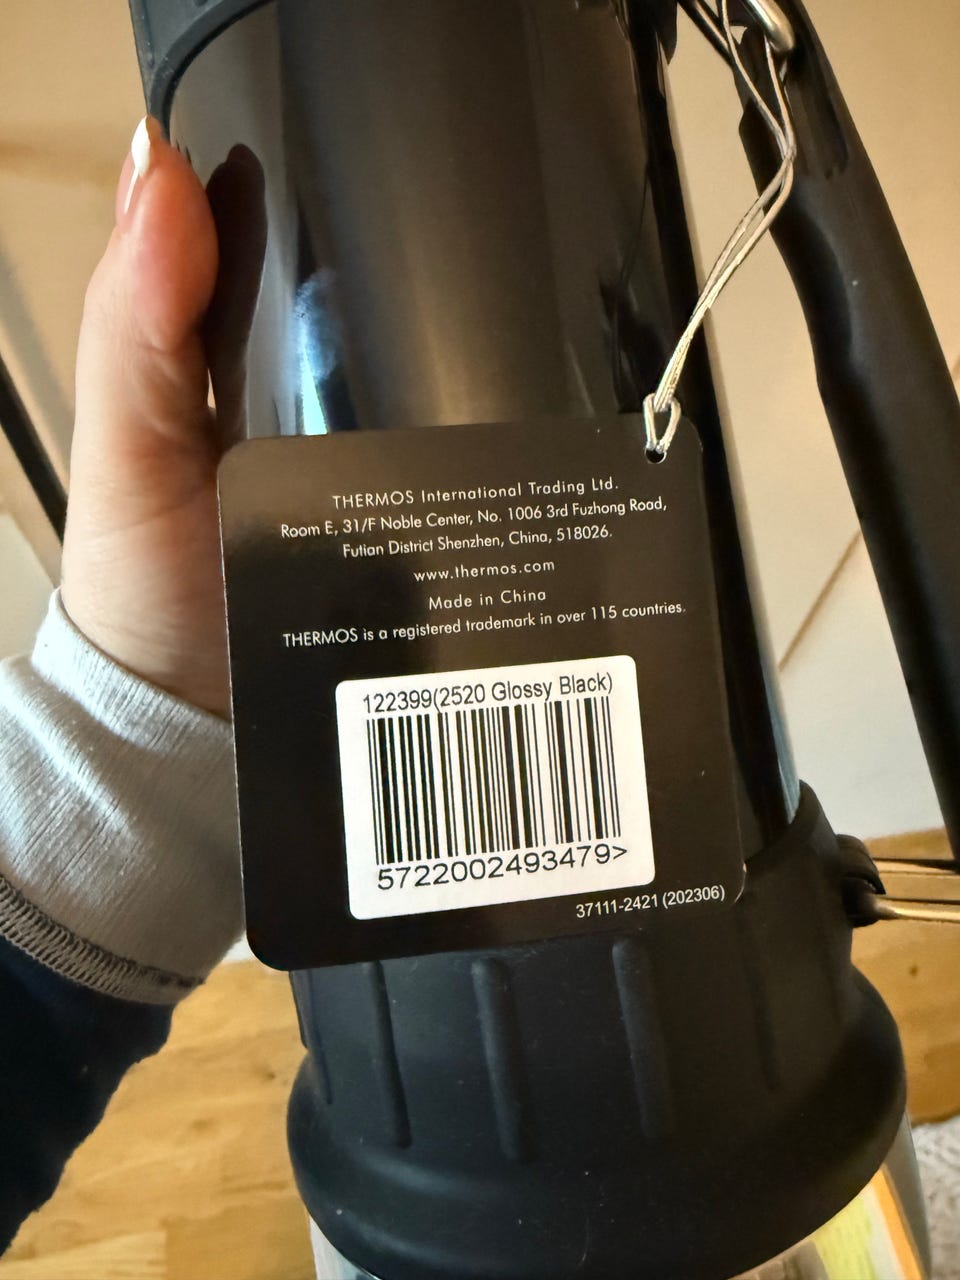 THERMOS International Trading Ltd.
Room E, 31/F Noble Center, No. 1006 3rd Fuzhong Road,
Futian District Shenzhen, China, 518026.
www.thermos.com
Made in China
THERMOS is a registered trademark in over 115 countries.
122399(2520 Glossy Black)
5722002493479>
37111-2421 (202306)